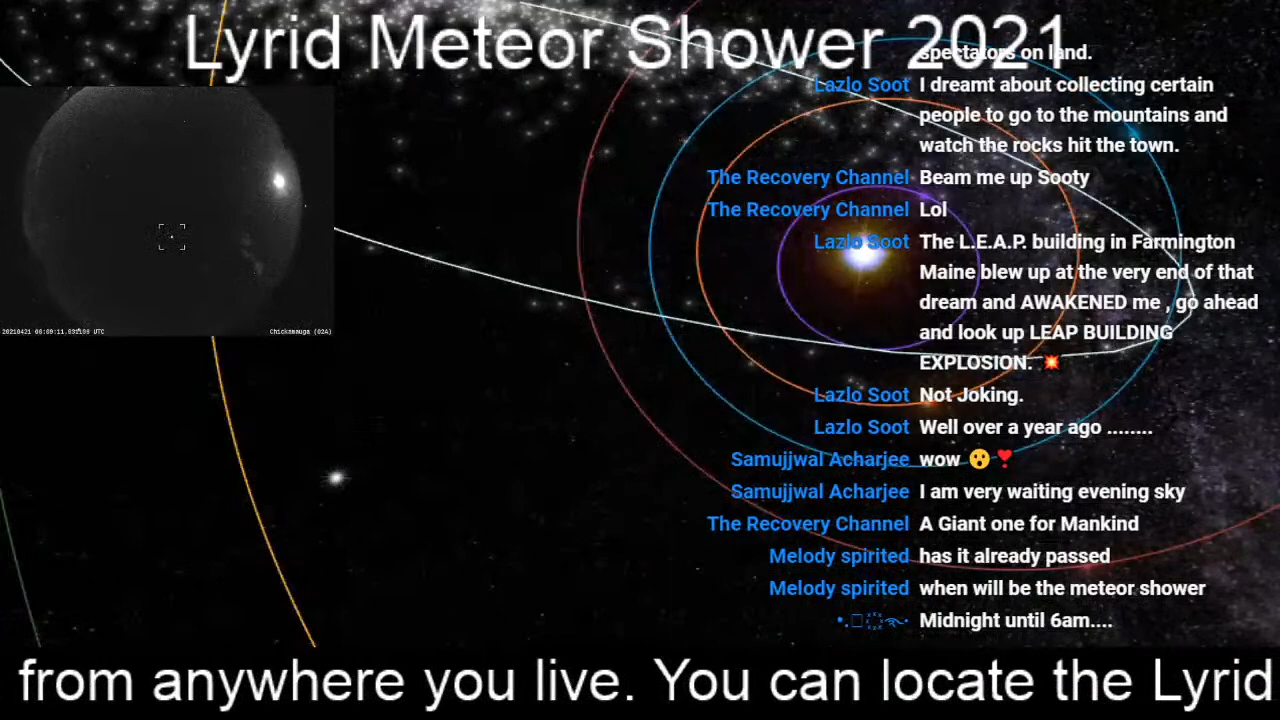 Lyrid Meteor Shower 2021
spectators on land.
Lazlo Soot I dreamt about collecting certain
people to go to the mountains and
watch the rocks hit the town.
The Recovery Channel Beam me up Sooty
The Recovery Channel Lol
Lazlo Soot The L.E.A.P. building in Farmington
Maine blew up at the very end of that
dream and AWAKENED me , go ahead
and look up LEAP BUILDING
EXPLOSION. 💥
Lazlo Soot Not Joking.
Lazlo Soot Well over a year ago ........
Samujjwal Acharjee wow 😮❣️
Samujjwal Acharjee I am very waiting evening sky
The Recovery Channel A Giant one for Mankind
Melody spirited has it already passed
Melody spirited when will be the meteor shower
Midnight until 6am....
Chickamauga (02A)
from anywhere you live. You can locate the Lyrid